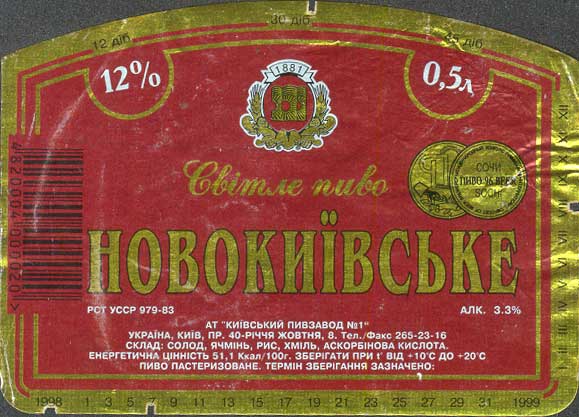 12 діб 30 діб
12% 0,5л
1881
Світле пиво
СОЧИ
ПИВО 96 BEER
SOCHI
НОВОКИЇВСЬКЕ
РСТ УССР 979-83 АЛК. 3.3%
АТ "КИЇВСЬКИЙ ПИВЗАВОД №1"
УКРАЇНА, КИЇВ, ПР. 40-РІЧЧЯ ЖОВТНЯ, 8. Тел./Факс 265-23-16
СКЛАД: СОЛОД, ЯЧМІНЬ, РИС, ХМІЛЬ, АСКОРБІНОВА КИСЛОТА.
ЕНЕРГЕТИЧНА ЦІННІСТЬ 51,1 Ккал/100г. ЗБЕРІГАТИ ПРИ t° ВІД +10°С ДО +20°С
ПИВО ПАСТЕРИЗОВАНЕ. ТЕРМІН ЗБЕРІГАННЯ ЗАЗНАЧЕНО:
1998 1 3 5 7 9 11 13 15 17 19 21 23 25 27 29 31 1999